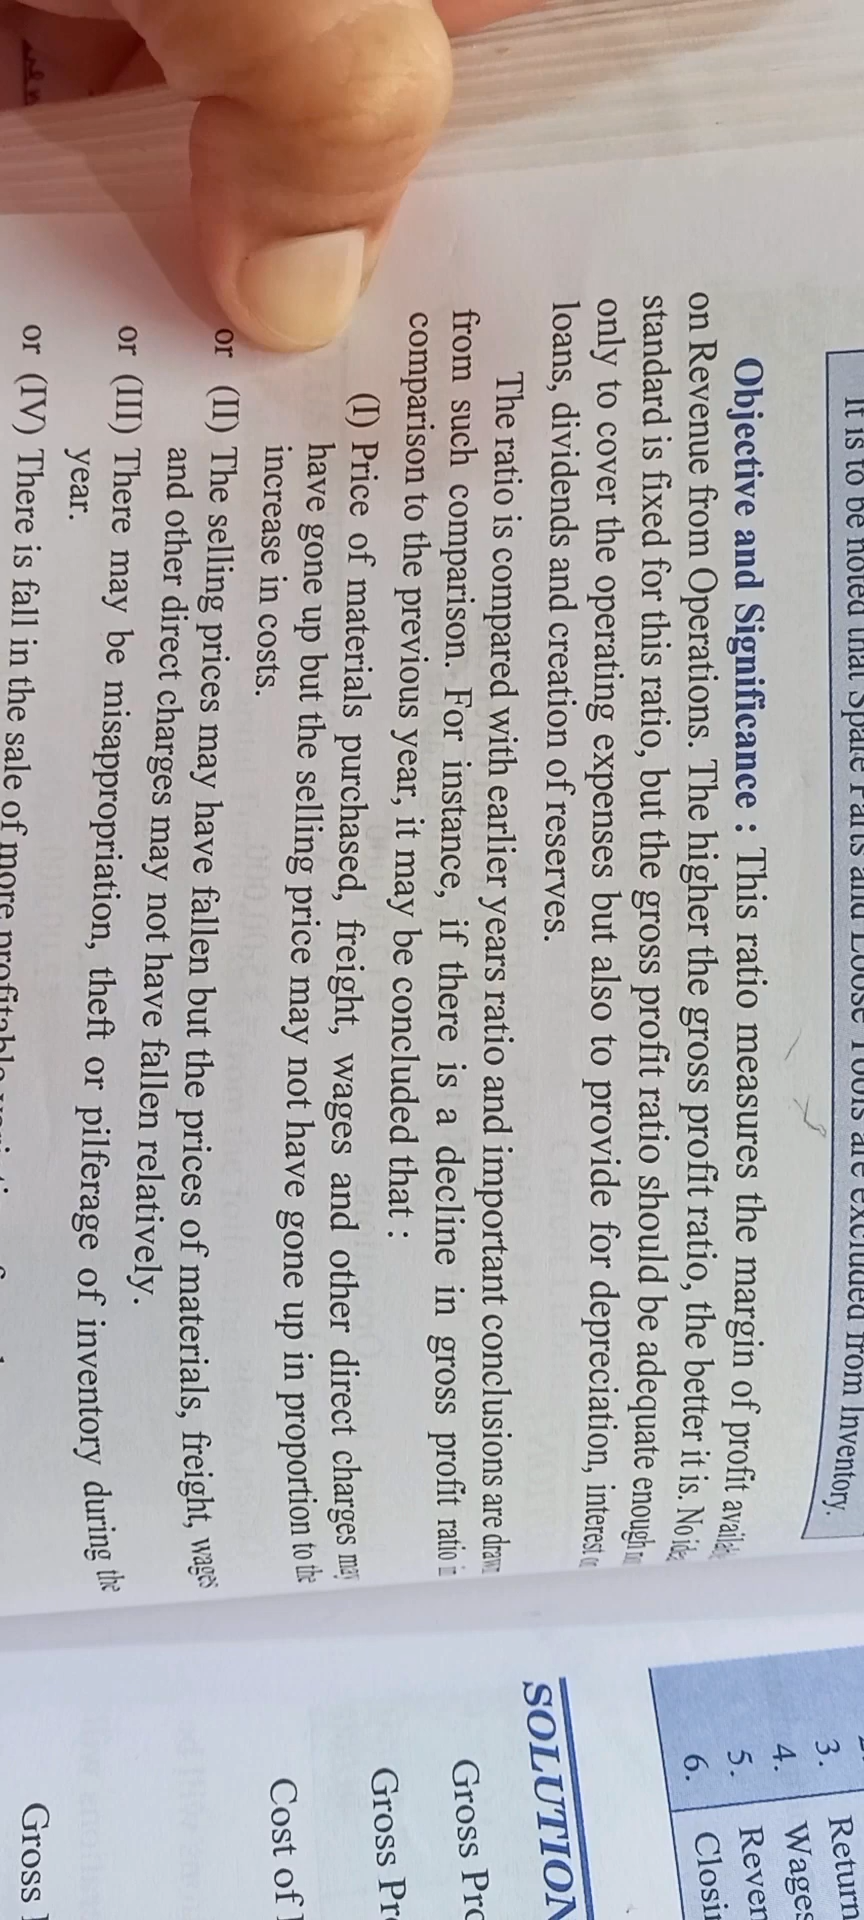 It is to be noted that Spare Parts and Loose Tools are excluded from Inventory.
Objective and Significance : This ratio measures the margin of profit
on Revenue from Operations. The higher the gross profit ratio, the better it is. No
standard is fixed for this ratio, but the gross profit ratio should be adequate enough
only to cover the operating expenses but also to provide for depreciation, interest
loans, dividends and creation of reserves.
The ratio is compared with earlier years ratio and important conclusions are drawn
from such comparison. For instance, if there is a decline in gross profit ratio in
comparison to the previous year, it may be concluded that :
(I) Price of materials purchased, freight, wages and other direct charges may
have gone up but the selling price may not have gone up in proportion to the
increase in costs.
or (II) The selling prices may have fallen but the prices of materials, freight, wages
and other direct charges may not have fallen relatively.
or (III) There may be misappropriation, theft or pilferage of inventory during the
year.
or (IV) There is fall in the sale of more profitable
3. Return
4. Wages
5. Reven
6. Closi
SOLUTION
Gross Pro
Gross Pr
Cost of
Gross